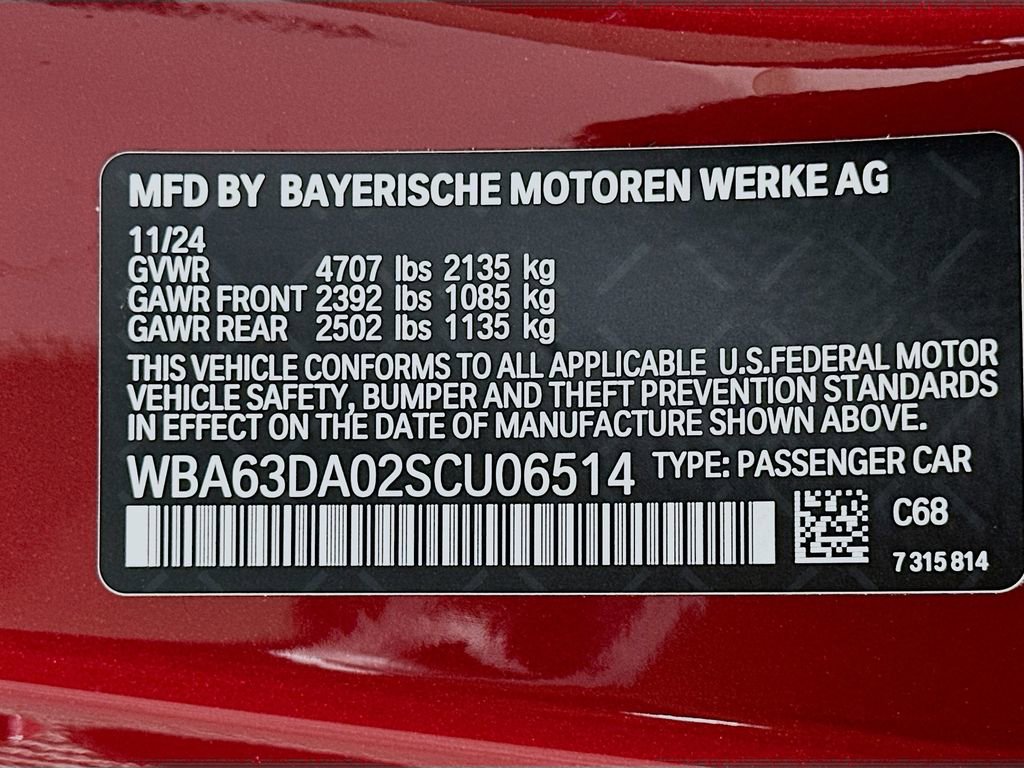 MFD BY BAYERISCHE MOTOREN WERKE AG
11/24
GVWR 4707 lbs 2135 kg
GAWR FRONT 2392 lbs 1085 kg
GAWR REAR 2502 lbs 1135 kg
THIS VEHICLE CONFORMS TO ALL APPLICABLE U.S.FEDERAL MOTOR
VEHICLE SAFETY, BUMPER AND THEFT PREVENTION STANDARDS
IN EFFECT ON THE DATE OF MANUFACTURE SHOWN ABOVE.
WBA63DA02SCU06514 TYPE: PASSENGER CAR
C68
7 315 814